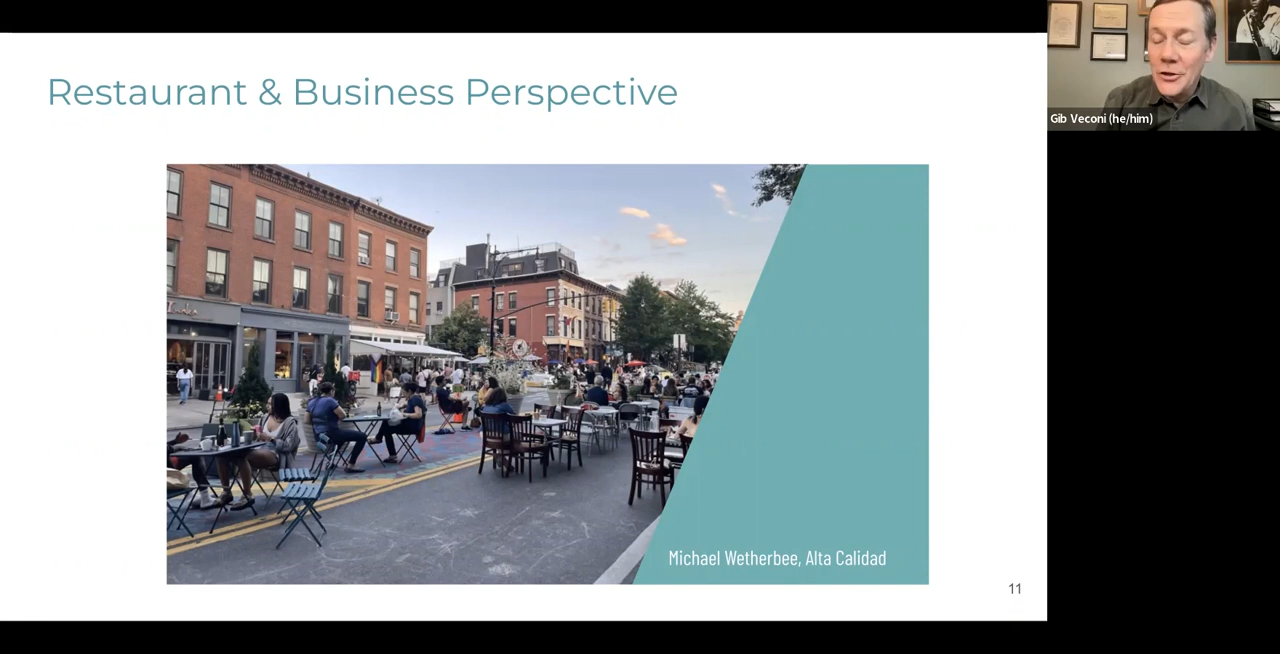 Restaurant & Business Perspective
Gib Veconi (he/him)
Michael Wetherbee, Alta Calidad
11